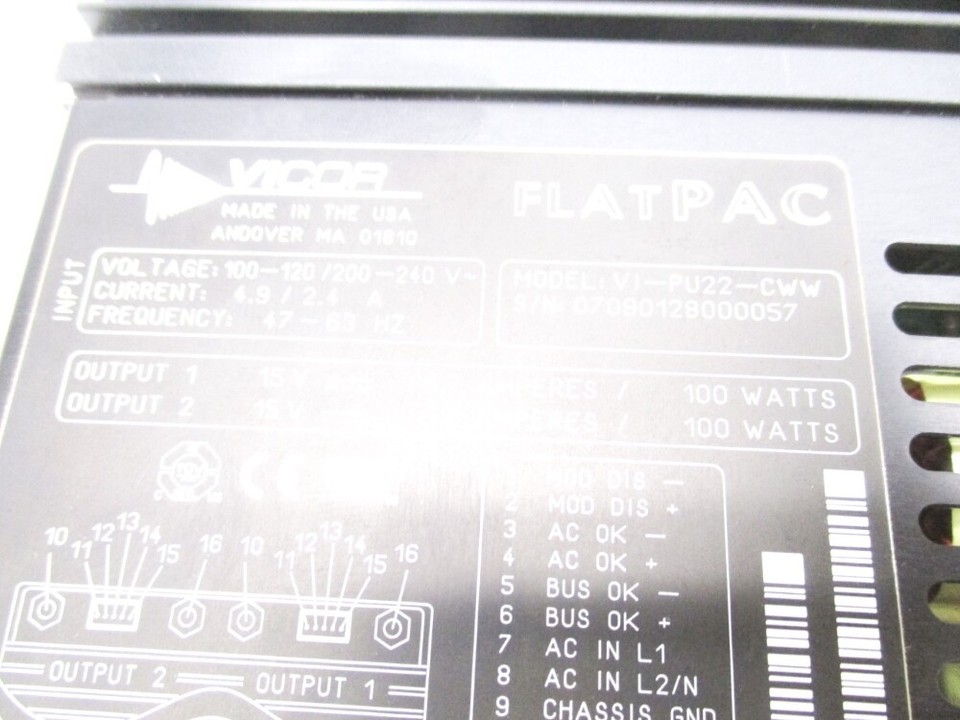 VICOR
MADE IN THE USA
ANDOVER MA 01810
FLATPAC
INPUT
VOLTAGE: 100-120/200-240 V~
CURRENT: 4.9 / 2.4 A
FREQUENCY: 47-63 HZ
MODEL: VI-PU22-CWW
S/N: 07080128000057
OUTPUT 1 15 V AMPERES / 100 WATTS
OUTPUT 2 15 V AMPERES / 100 WATTS
CE
1 MOD DIS -
2 MOD DIS +
3 AC OK -
4 AC OK +
5 BUS OK -
6 BUS OK +
7 AC IN L1
8 AC IN L2/N
9 CHASSIS GND
10 11 12 13 14 15 16 10 11 12 13 14 15 16
OUTPUT 2 OUTPUT 1